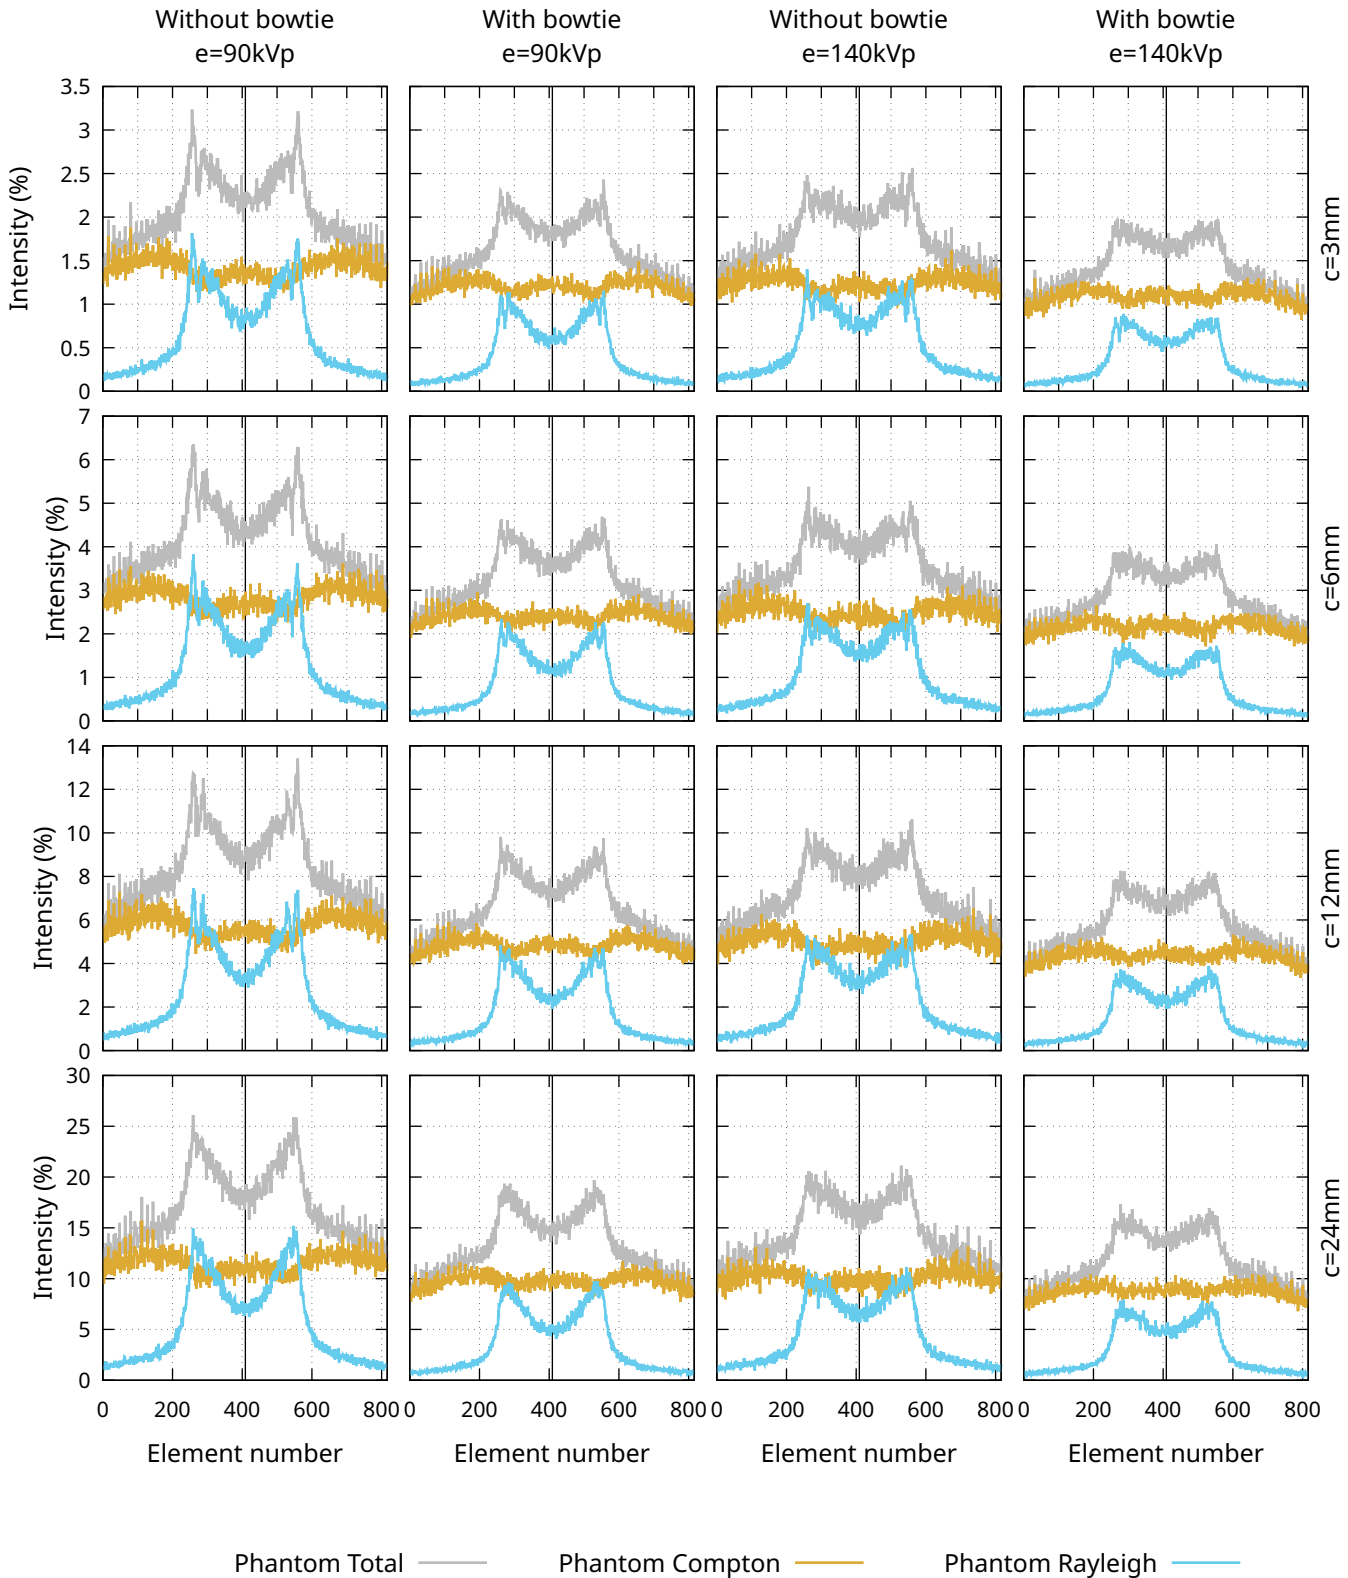 Without bowtie
e=90kVp
With bowtie
e=90kVp
Without bowtie
e=140kVp
With bowtie
e=140kVp
3.5
3
2.5
2
1.5
1
0.5
0
Intensity (%)
c=3mm
7
6
5
4
3
2
1
0
Intensity (%)
c=6mm
14
12
10
8
6
4
2
0
Intensity (%)
c=12mm
30
25
20
15
10
5
0
Intensity (%)
c=24mm
0 200 400 600 800 0 200 400 600 800 0 200 400 600 800 0 200 400 600 800
Element number Element number Element number Element number
Phantom Total Phantom Compton Phantom Rayleigh